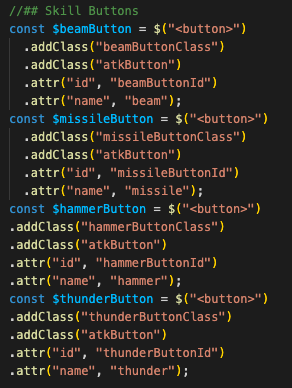 //## Skill Buttons
const $beamButton = $("<button>")
  .addClass("beamButtonClass")
  .addClass("atkButton")
  .attr("id", "beamButtonId")
  .attr("name", "beam");
const $missileButton = $("<button>")
  .addClass("missileButtonClass")
  .addClass("atkButton")
  .attr("id", "missileButtonId")
  .attr("name", "missile");
const $hammerButton = $("<button>")
.addClass("hammerButtonClass")
.addClass("atkButton")
.attr("id", "hammerButtonId")
.attr("name", "hammer");
const $thunderButton = $("<button>")
.addClass("thunderButtonClass")
.addClass("atkButton")
.attr("id", "thunderButtonId")
.attr("name", "thunder");